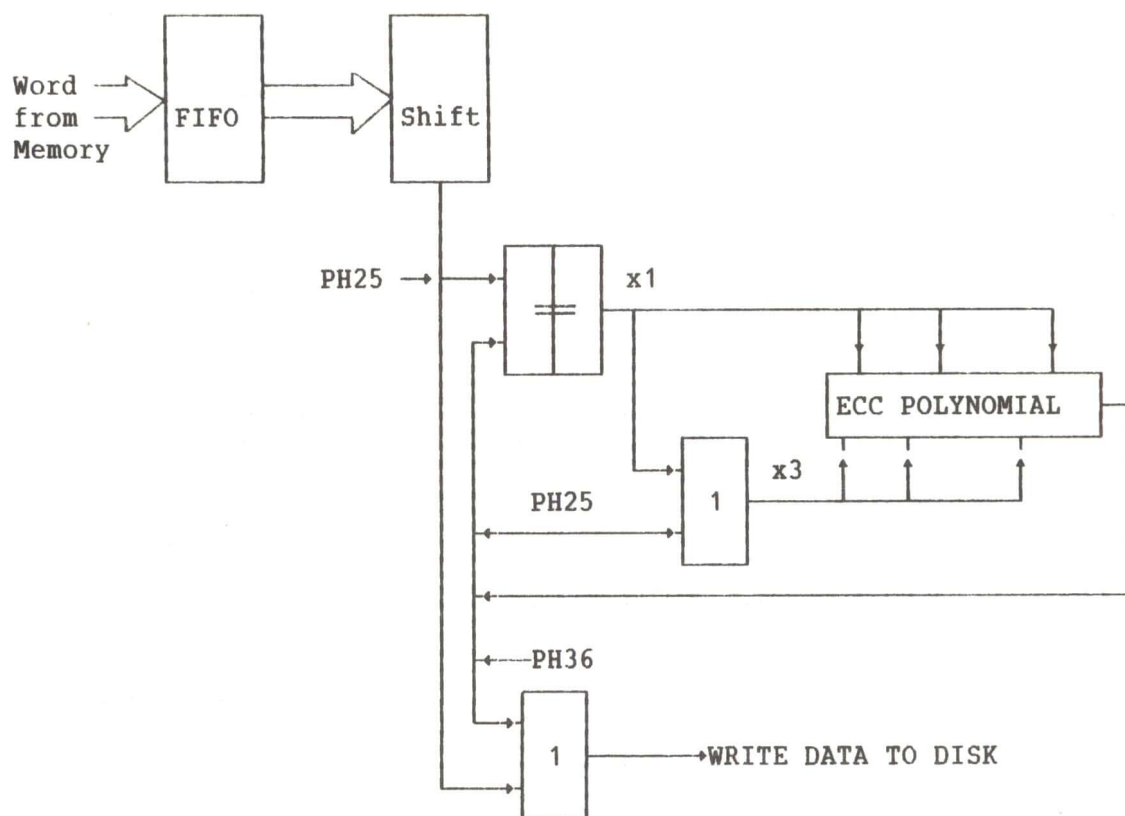 Word
from
Memory
FIFO
Shift
PH25
x1
ECC POLYNOMIAL
PH25
1
x3
PH36
1
WRITE DATA TO DISK